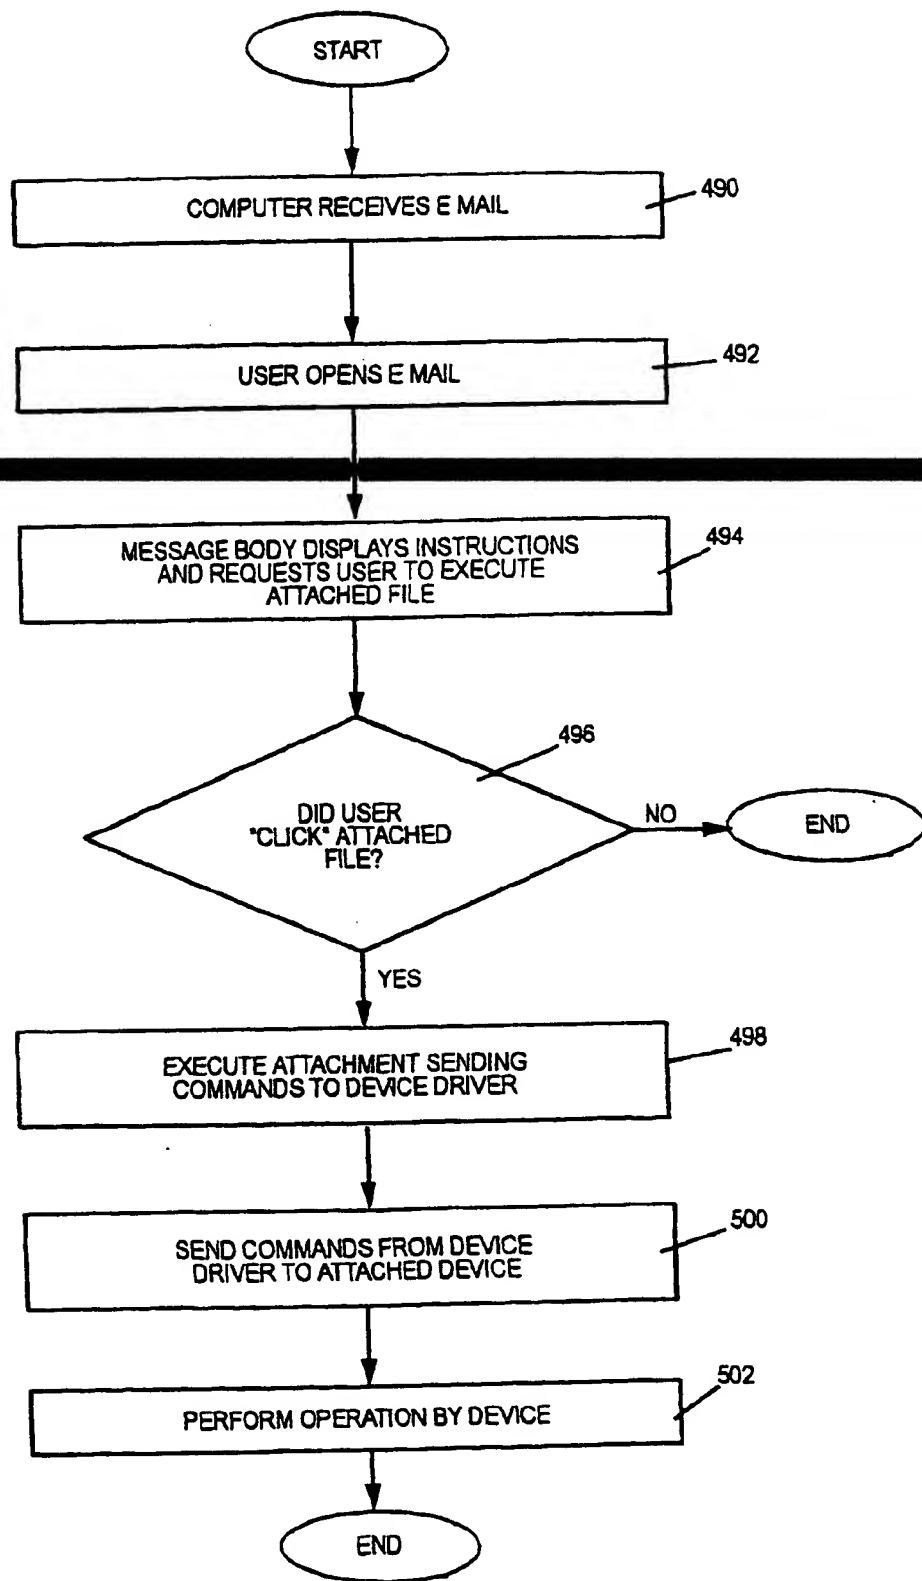 START
COMPUTER RECEIVES E MAIL
490
USER OPENS E MAIL
492
MESSAGE BODY DISPLAYS INSTRUCTIONS
AND REQUESTS USER TO EXECUTE
ATTACHED FILE
494
496
DID USER
"CLICK" ATTACHED
FILE?
NO
END
YES
EXECUTE ATTACHMENT SENDING
COMMANDS TO DEVICE DRIVER
498
SEND COMMANDS FROM DEVICE
DRIVER TO ATTACHED DEVICE
500
PERFORM OPERATION BY DEVICE
502
END